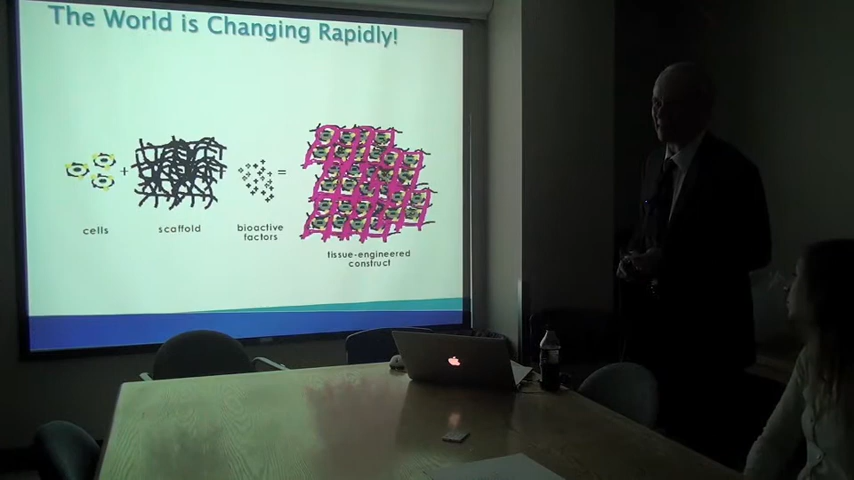 The World is Changing Rapidly!
+
=
cells
scaffold
bioactive
factors
tissue-engineered
construct